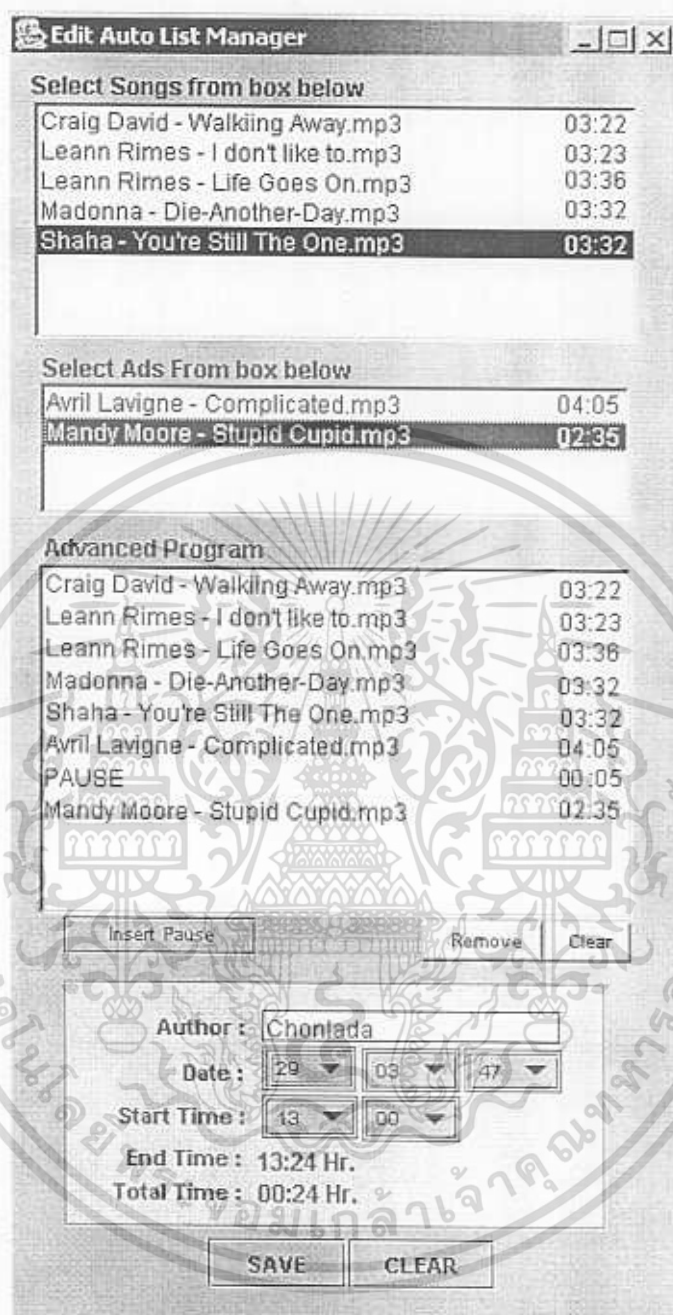 Edit Auto List Manager
Select Songs from box below
Craig David - Walkiing Away.mp3 03:22
Leann Rimes - I don't like to.mp3 03:23
Leann Rimes - Life Goes On.mp3 03:36
Madonna - Die-Another-Day.mp3 03:32
Shaha - You're Still The One.mp3 03:32
Select Ads From box below
Avril Lavigne - Complicated.mp3 04:05
Mandy Moore - Stupid Cupid.mp3 02:35
Advanced Program
Craig David - Walkiing Away.mp3 03:22
Leann Rimes - I don't like to.mp3 03:23
Leann Rimes - Life Goes On.mp3 03:36
Madonna - Die-Another-Day.mp3 03:32
Shaha - You're Still The One.mp3 03:32
Avril Lavigne - Complicated.mp3 04:05
PAUSE 00:05
Mandy Moore - Stupid Cupid.mp3 02:35
Insert Pause Remove Clear
Author : Chonlada
Date : 29 03 47
Start Time : 13 00
End Time : 13:24 Hr.
Total Time : 00:24 Hr.
SAVE CLEAR